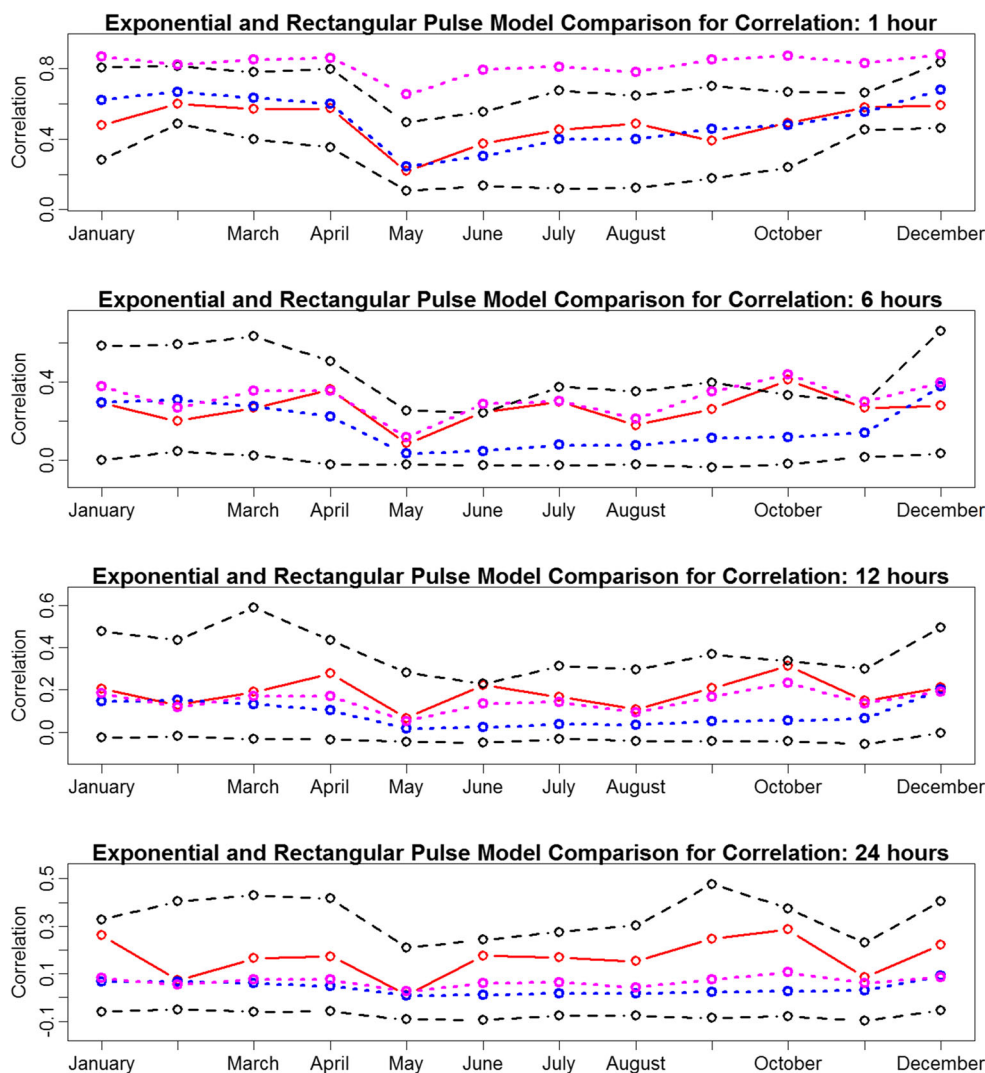 Exponential and Rectangular Pulse Model Comparison for Correlation: 1 hour
Correlation
0.8
0.4
0.0
January March April May June July August October December
Exponential and Rectangular Pulse Model Comparison for Correlation: 6 hours
Correlation
0.4
0.0
January March April May June July August October December
Exponential and Rectangular Pulse Model Comparison for Correlation: 12 hours
Correlation
0.6
0.4
0.2
0.0
January March April May June July August October December
Exponential and Rectangular Pulse Model Comparison for Correlation: 24 hours
Correlation
0.5
0.3
0.1
-0.1
January March April May June July August October December